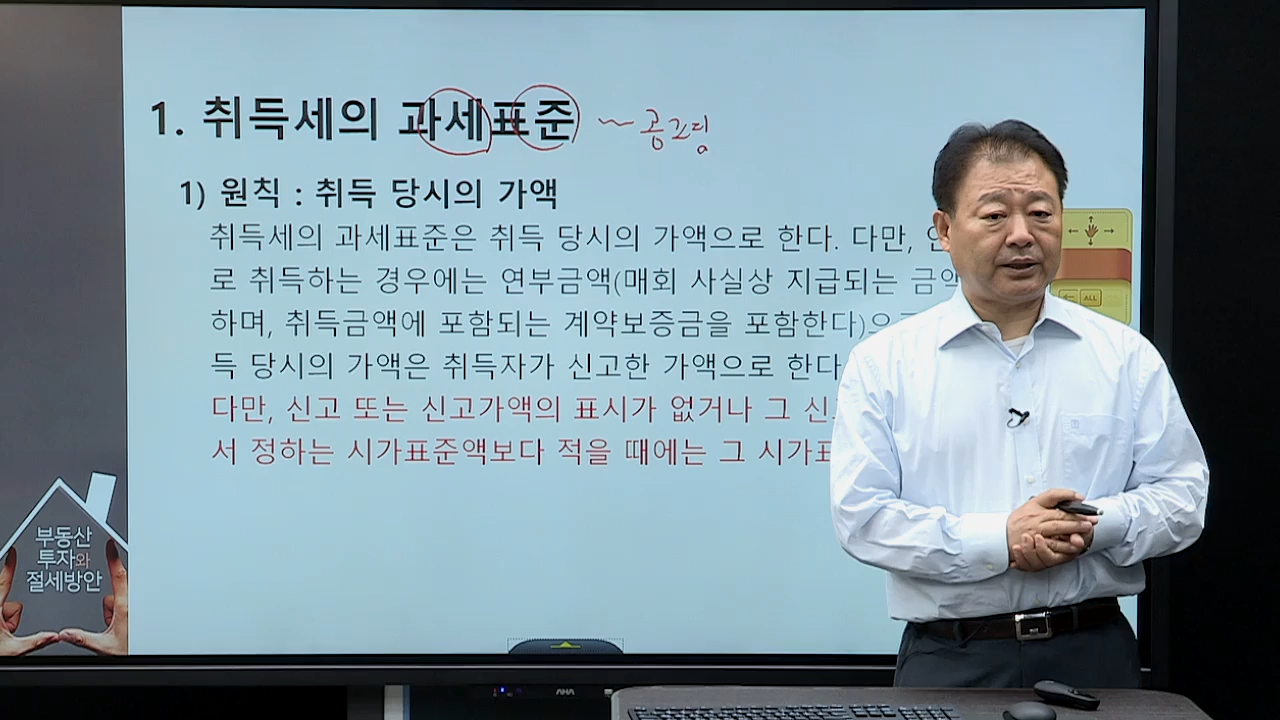 1. 취득세의 과세표준
1) 원칙 : 취득 당시의 가액
취득세의 과세표준은 취득 당시의 가액으로 한다. 다만,
로 취득하는 경우에는 연부금액(매회 사실상 지급되는 금액
하며, 취득금액에 포함되는 계약보증금을 포함한다)으
득 당시의 가액은 취득자가 신고한 가액으로 한다
다만, 신고 또는 신고가액의 표시가 없거나 그 신
서 정하는 시가표준액보다 적을 때에는 그 시가표
ALL
부동산
투자와
절세방안
AHA